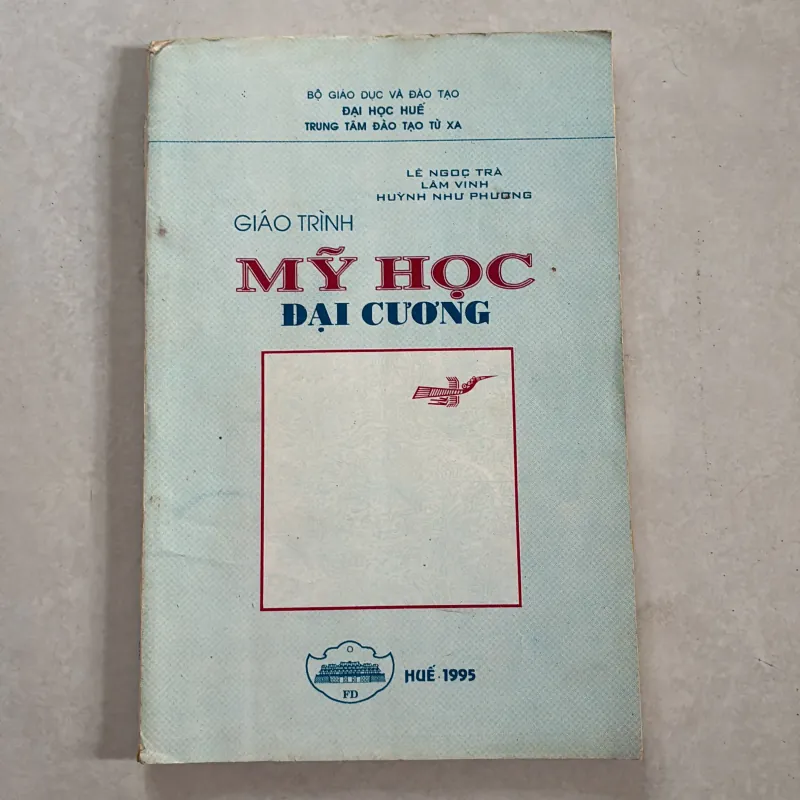 BỘ GIÁO DỤC VÀ ĐÀO TẠO
ĐẠI HỌC HUẾ
TRUNG TÂM ĐÀO TẠO TỪ XA
LÊ NGỌC TRÀ
LÂM VINH
HUỲNH NHƯ PHƯƠNG
GIÁO TRÌNH
MỸ HỌC
ĐẠI CƯƠNG
FD
HUẾ - 1995